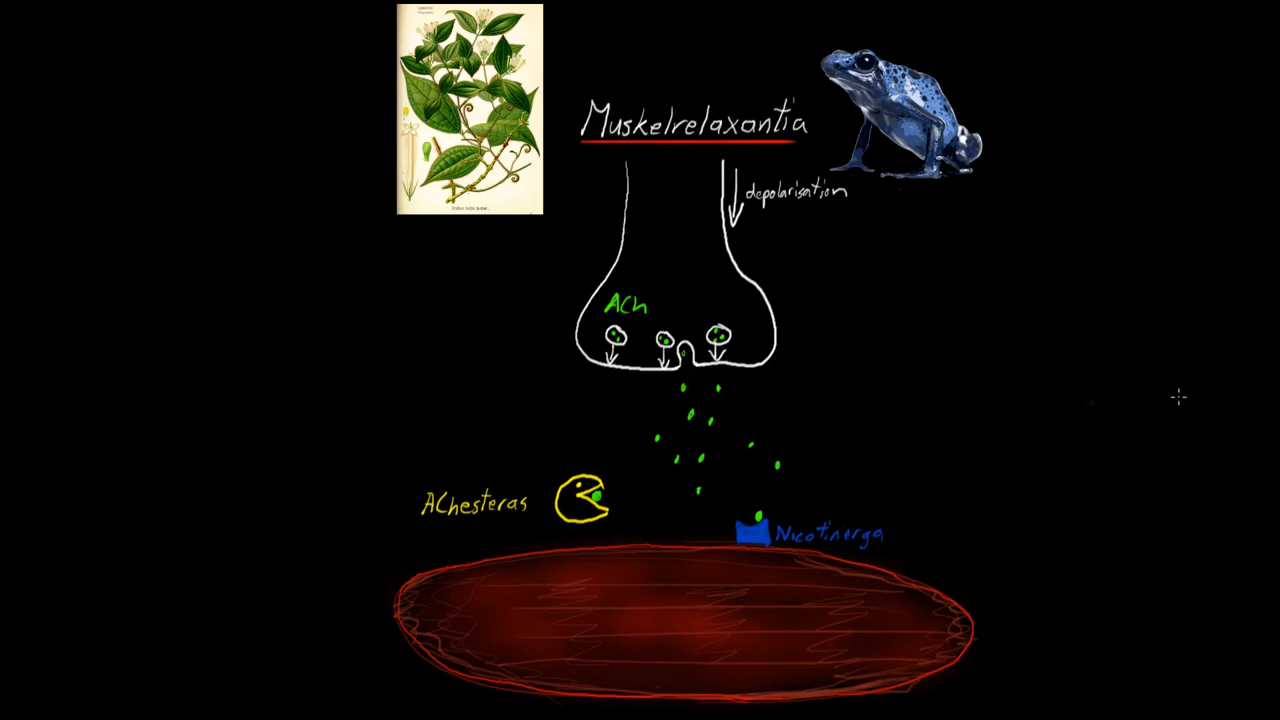 Muskelrelaxantia
depolarisation
ACh
AChesteras
Nicotinerga